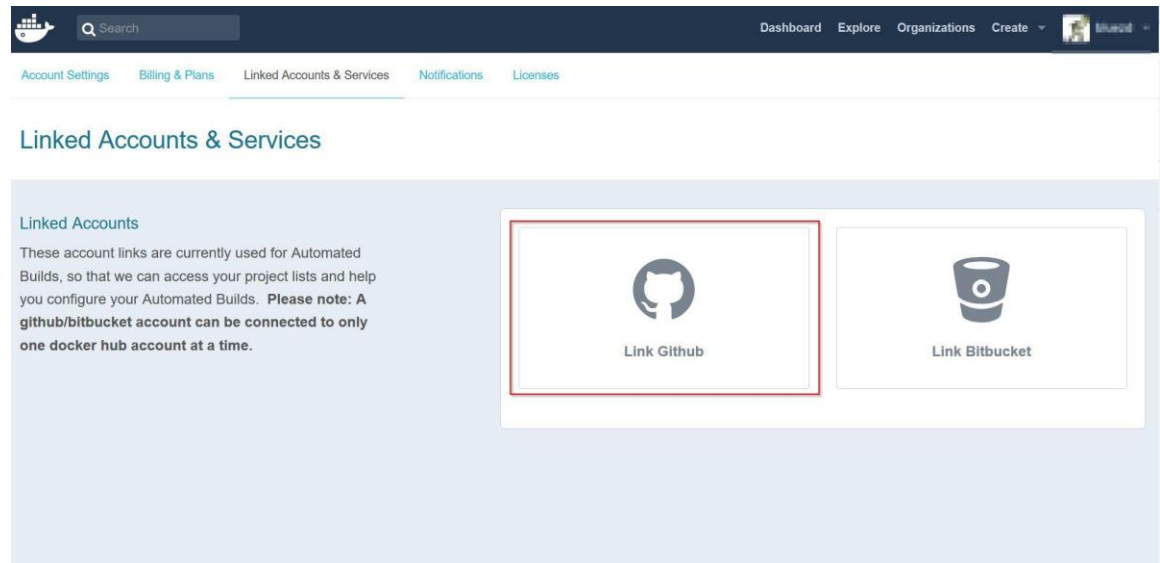 Search
Dashboard Explore Organizations Create
Account Settings Billing & Plans Linked Accounts & Services Notifications Licenses
Linked Accounts & Services
Linked Accounts
These account links are currently used for Automated
Builds, so that we can access your project lists and help
you configure your Automated Builds. Please note: A
github/bitbucket account can be connected to only
one docker hub account at a time.
Link Github
Link Bitbucket